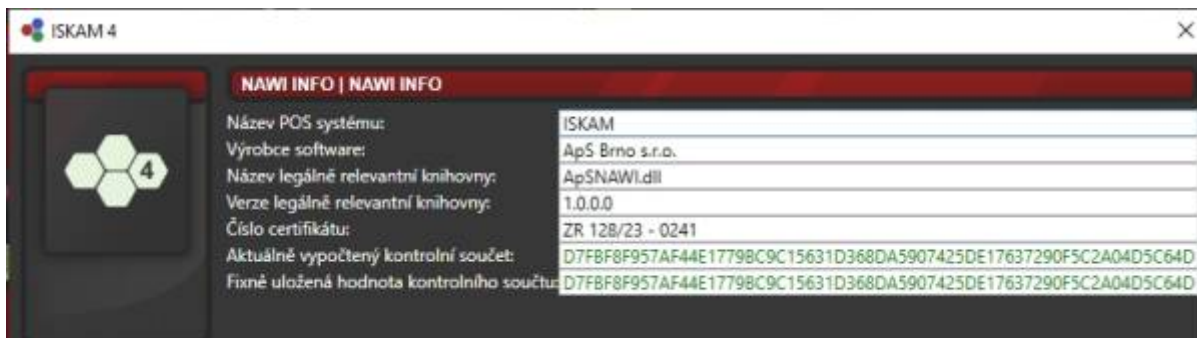 ISKAM 4
NAWI INFO | NAWI INFO
4
Název POS systému: ISKAM
Výrobce software: ApS Brno s.r.o.
Název legálně relevantní knihovny: ApSNAWI.dll
Verze legálně relevantní knihovny: 1.0.0.0
Číslo certifikátu: ZR 128/23 - 0241
Aktuálně vypočtený kontrolní součet: D7FBF8F957AF44E1779BC9C15631D368DA5907425DE17637290F5C2A04D5C64D
Fixně uložená hodnota kontrolního součtu: D7FBF8F957AF44E1779BC9C15631D368DA5907425DE17637290F5C2A04D5C64D